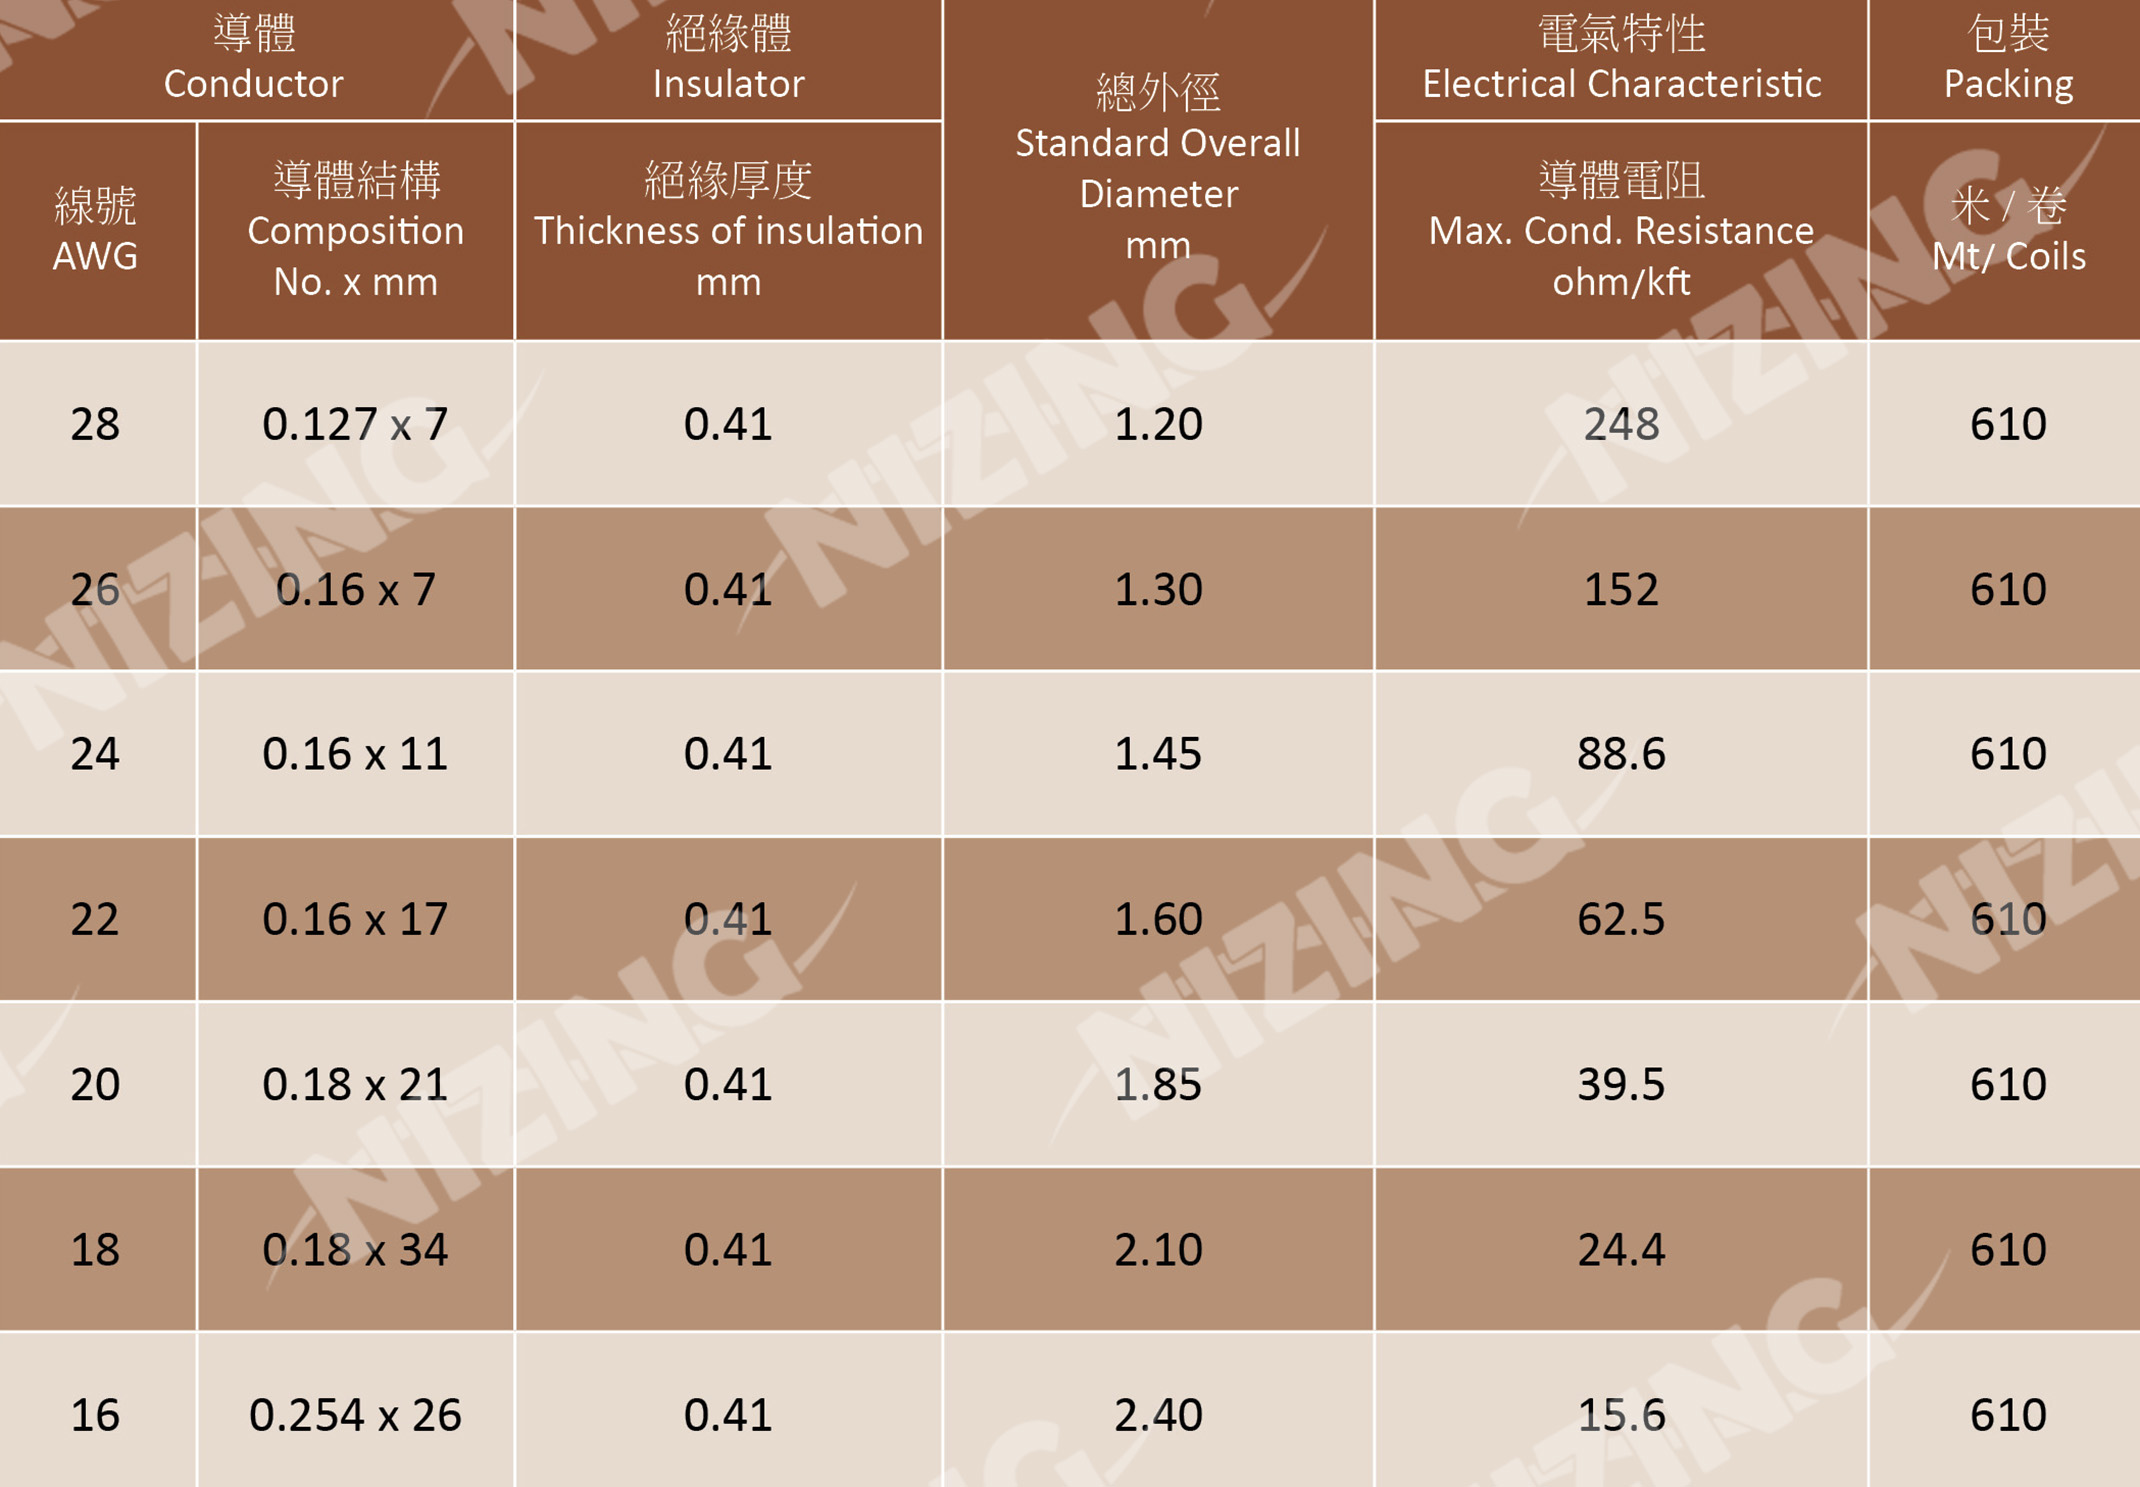 導體
Conductor
絕緣體
Insulator
總外徑
Standard Overall
Diameter
mm
電氣特性
Electrical Characteristic
包裝
Packing
線號
AWG
導體結構
Composition
No. x mm
絕緣厚度
Thickness of insulation
mm
導體電阻
Max. Cond. Resistance
ohm/kft
米 / 卷
Mt/ Coils
28 0.127 x 7 0.41 1.20 248 610
26 0.16 x 7 0.41 1.30 152 610
24 0.16 x 11 0.41 1.45 88.6 610
22 0.16 x 17 0.41 1.60 62.5 610
20 0.18 x 21 0.41 1.85 39.5 610
18 0.18 x 34 0.41 2.10 24.4 610
16 0.254 x 26 0.41 2.40 15.6 610
NIZING
NIZING
NIZING
NIZING
NIZING
NIZING
NIZING